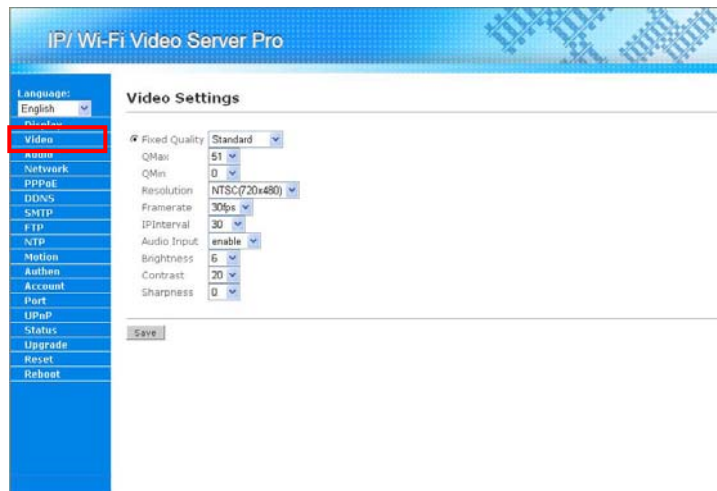 IP/ Wi-Fi Video Server Pro
Language:
English
Display
Video
Audio
Network
PPPoE
DDNS
SMTP
FTP
NTP
Motion
Authen
Account
Port
UPnP
Status
Upgrade
Reset
Reboot
Video Settings
Fixed Quality Standard
QMax 51
QMin 0
Resolution NTSC(720x480)
Framerate 30fps
IPInterval 30
Audio Input enable
Brightness 6
Contrast 20
Sharpness 0
Save